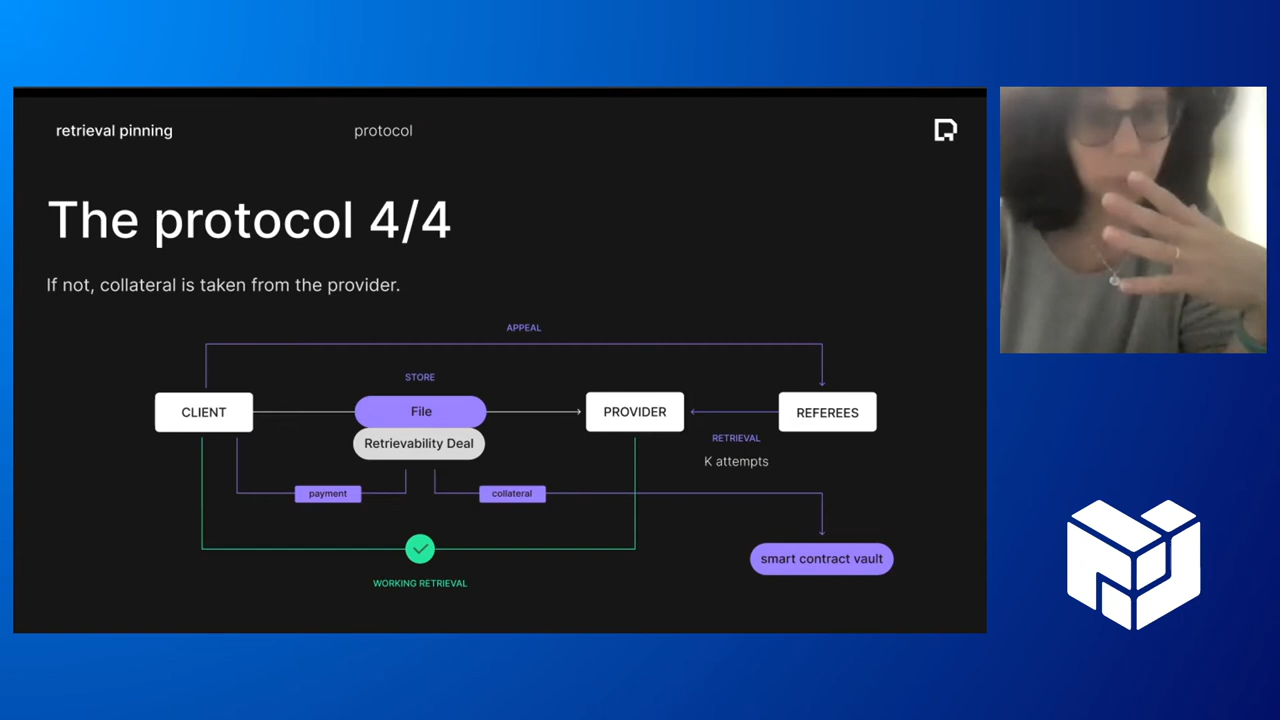 retrieval pinning
protocol
The protocol 4/4
If not, collateral is taken from the provider.
APPEAL
STORE
CLIENT
File
PROVIDER
REFEREES
Retrievability Deal
RETRIEVAL
K attempts
payment
collateral
smart contract vault
WORKING RETRIEVAL